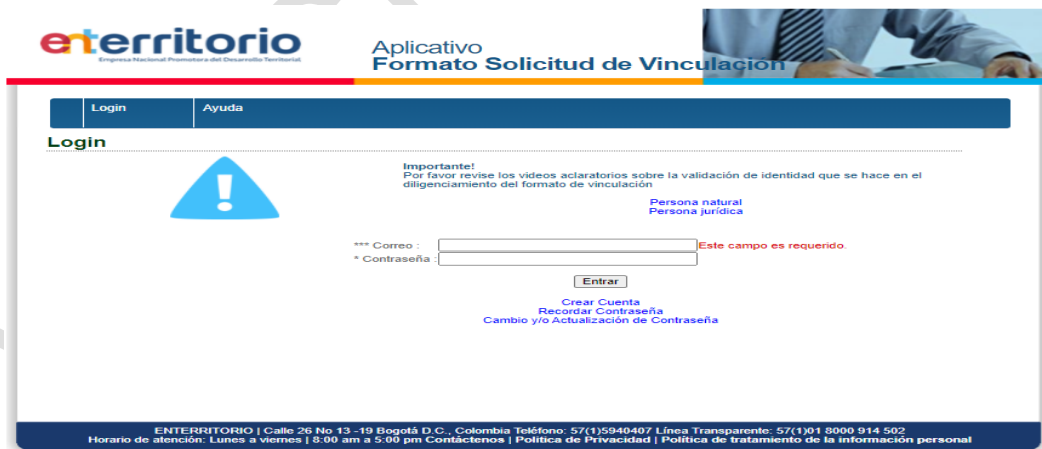 enterritorio
Empresa Nacional Promotora del Desarrollo Territorial
Aplicativo
Formato Solicitud de Vinculación
Login
Ayuda
Login
Importante!
Por favor revise los videos aclaratorios sobre la validación de identidad que se hace en el
diligenciamiento del formato de vinculación
Persona natural
Persona jurídica
*** Correo :
Este campo es requerido.
* Contraseña :
Entrar
Crear Cuenta
Recordar Contraseña
Cambio y/o Actualización de Contraseña
ENTERRITORIO | Calle 26 No 13 -19 Bogotá D.C., Colombia Teléfono: 57(1)5940407 Línea Transparente: 57(1)01 8000 914 502
Horario de atención: Lunes a viernes | 8:00 am a 5:00 pm Contáctenos | Política de Privacidad | Política de tratamiento de la información personal